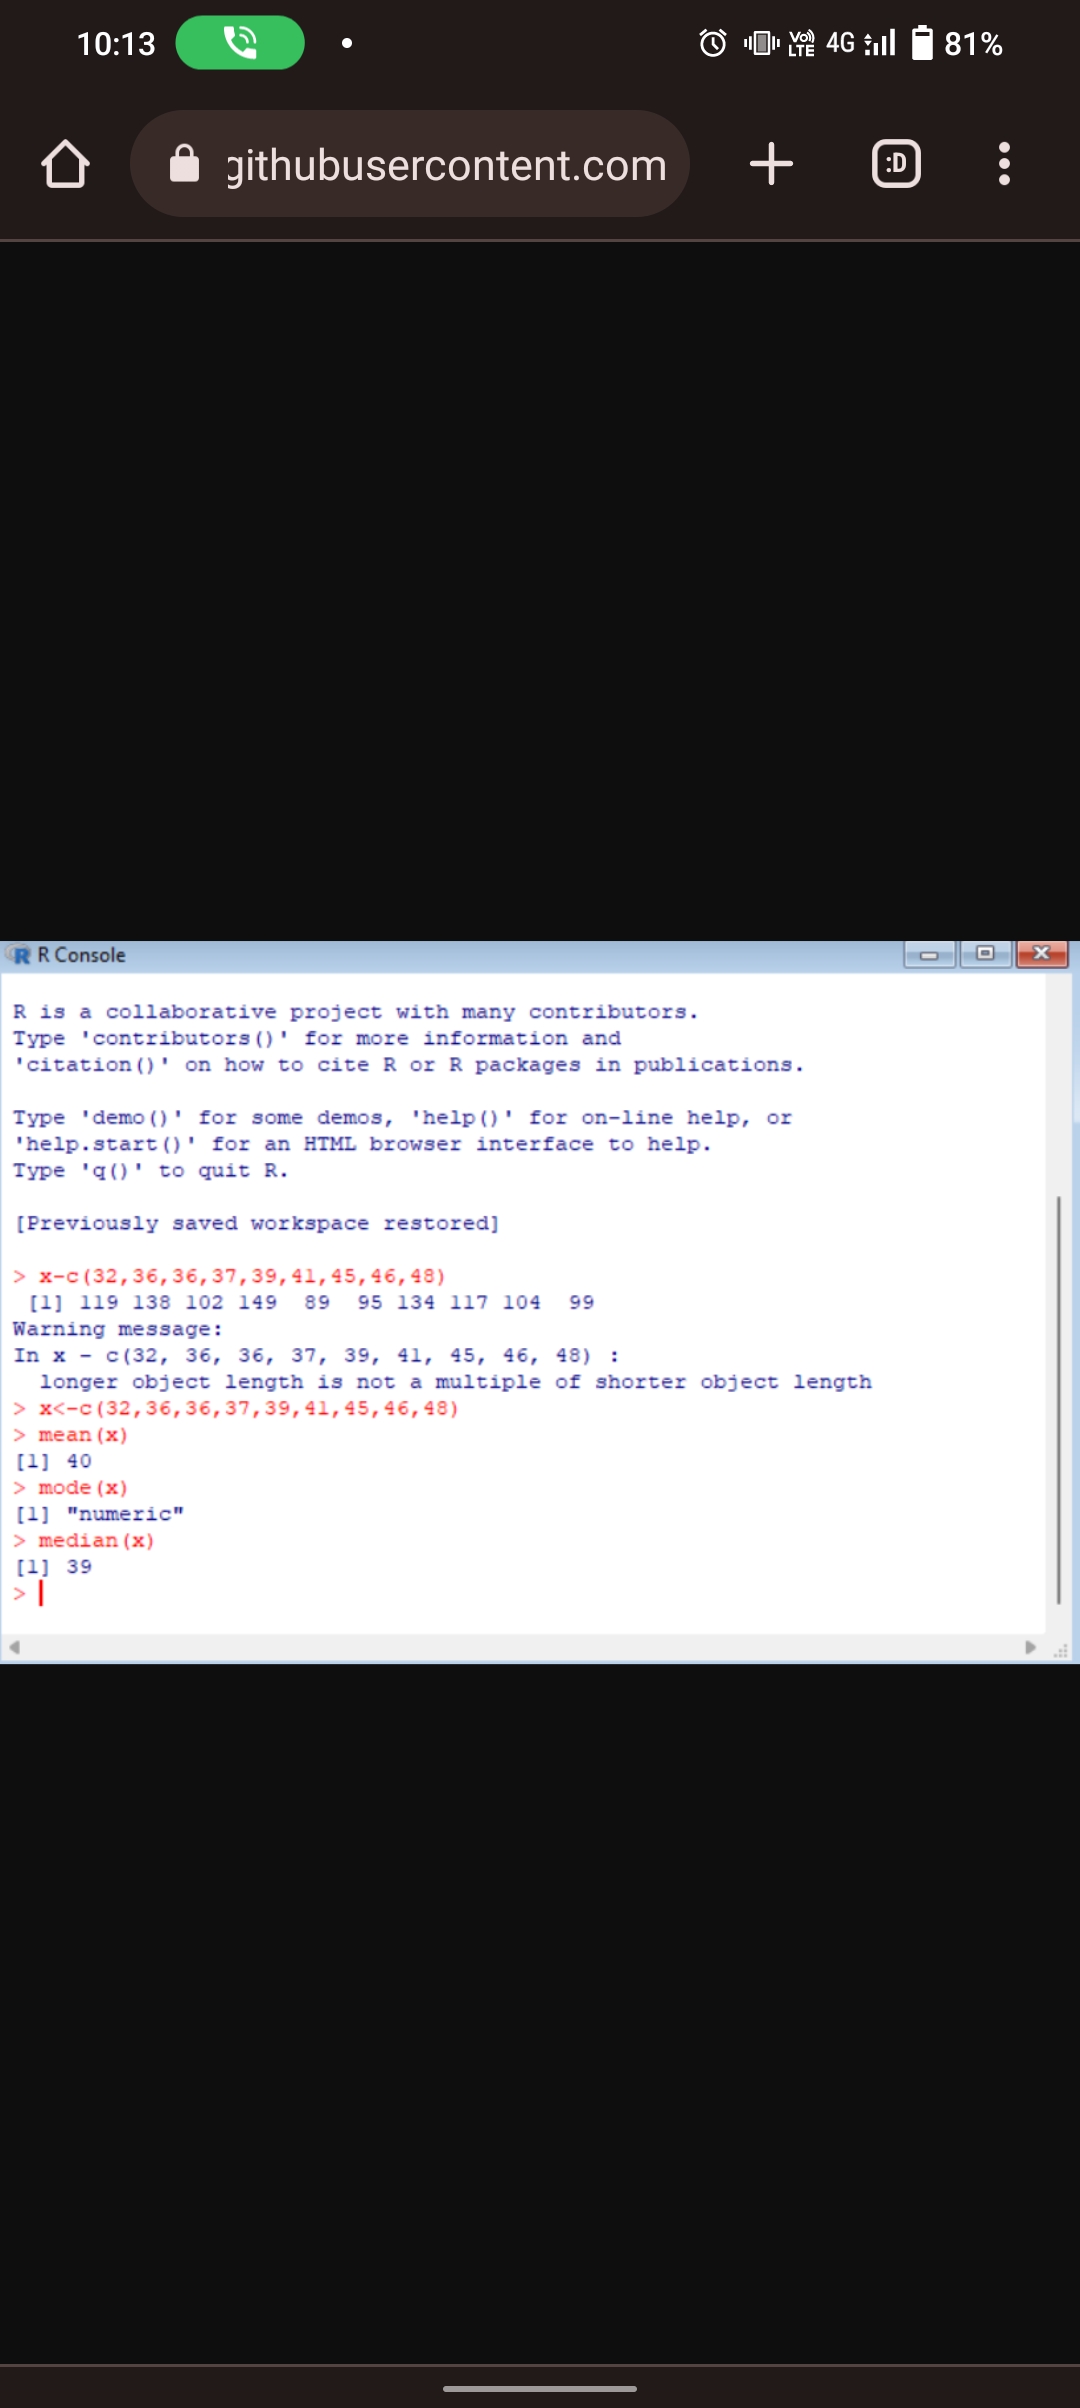 10:13
Vo) LTE 4G 81%
githubusercontent.com
:D
R Console
R is a collaborative project with many contributors.
Type 'contributors()' for more information and
'citation()' on how to cite R or R packages in publications.
Type 'demo()' for some demos, 'help()' for on-line help, or
'help.start()' for an HTML browser interface to help.
Type 'q()' to quit R.
[Previously saved workspace restored]
> x-c(32,36,36,37,39,41,45,46,48)
[1] 119 138 102 149  89  95 134 117 104  99
Warning message:
In x - c(32, 36, 36, 37, 39, 41, 45, 46, 48) :
longer object length is not a multiple of shorter object length
> x<-c(32,36,36,37,39,41,45,46,48)
> mean(x)
[1] 40
> mode(x)
[1] "numeric"
> median(x)
[1] 39
>